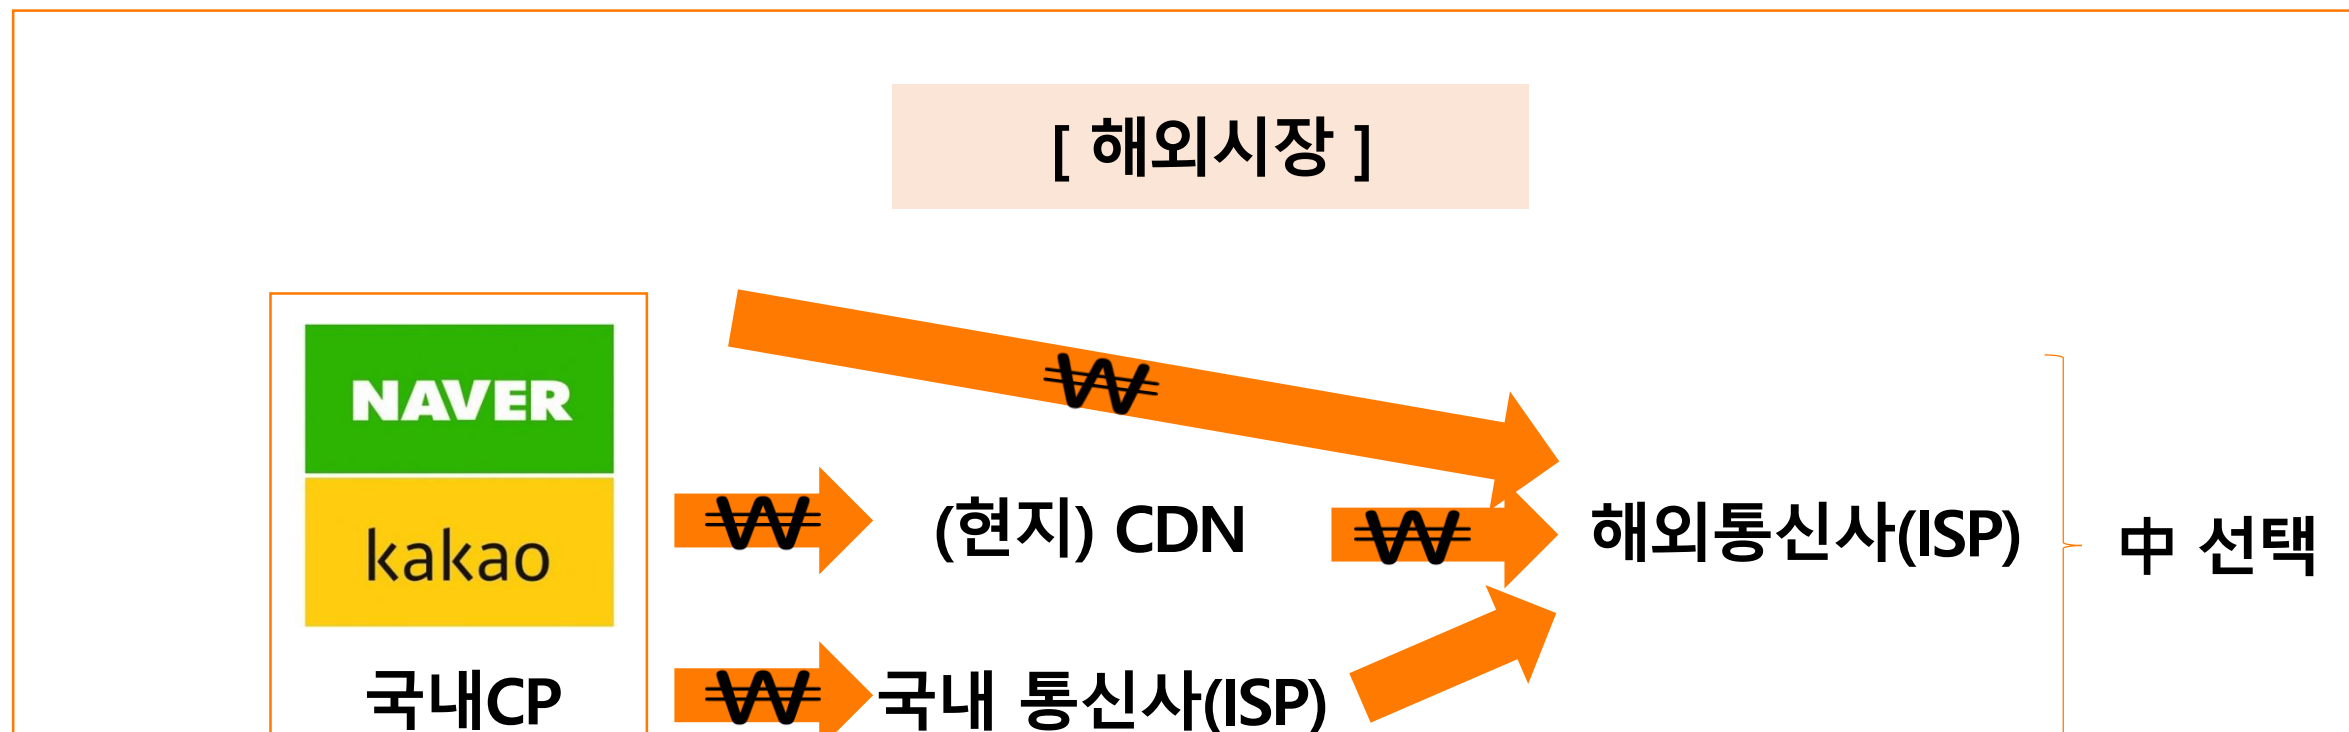 [ 해외시장 ]
NAVER
₩
kakao
₩
(현지) CDN
₩
해외통신사(ISP)
中 선택
국내CP
₩
국내 통신사(ISP)